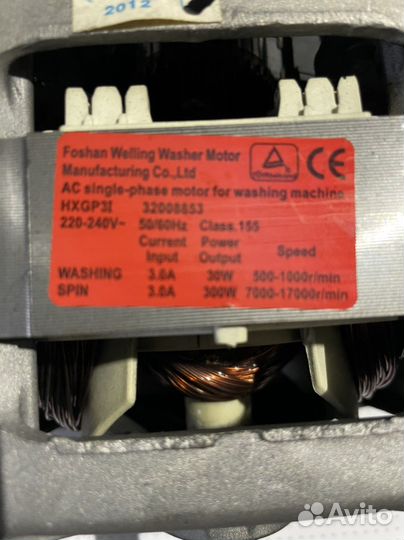 2012
Foshan Welling Washer Motor
Manufacturing Co.,Ltd
AC single-phase motor for washing machine
HXGP3I 32008853
220-240V~ 50/60Hz Class.155
Current Power
Input Output Speed
WASHING 3.0A 30W 500-1000r/min
SPIN 3.0A 300W 7000-17000r/min
CE
Avito